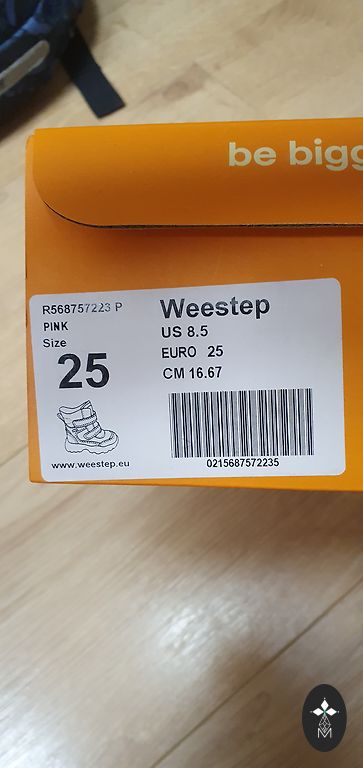 be bigg
R568757223 P
PINK
Size
25
www.weestep.eu
Weestep
US 8.5
EURO 25
CM 16.67
0215687572235
M